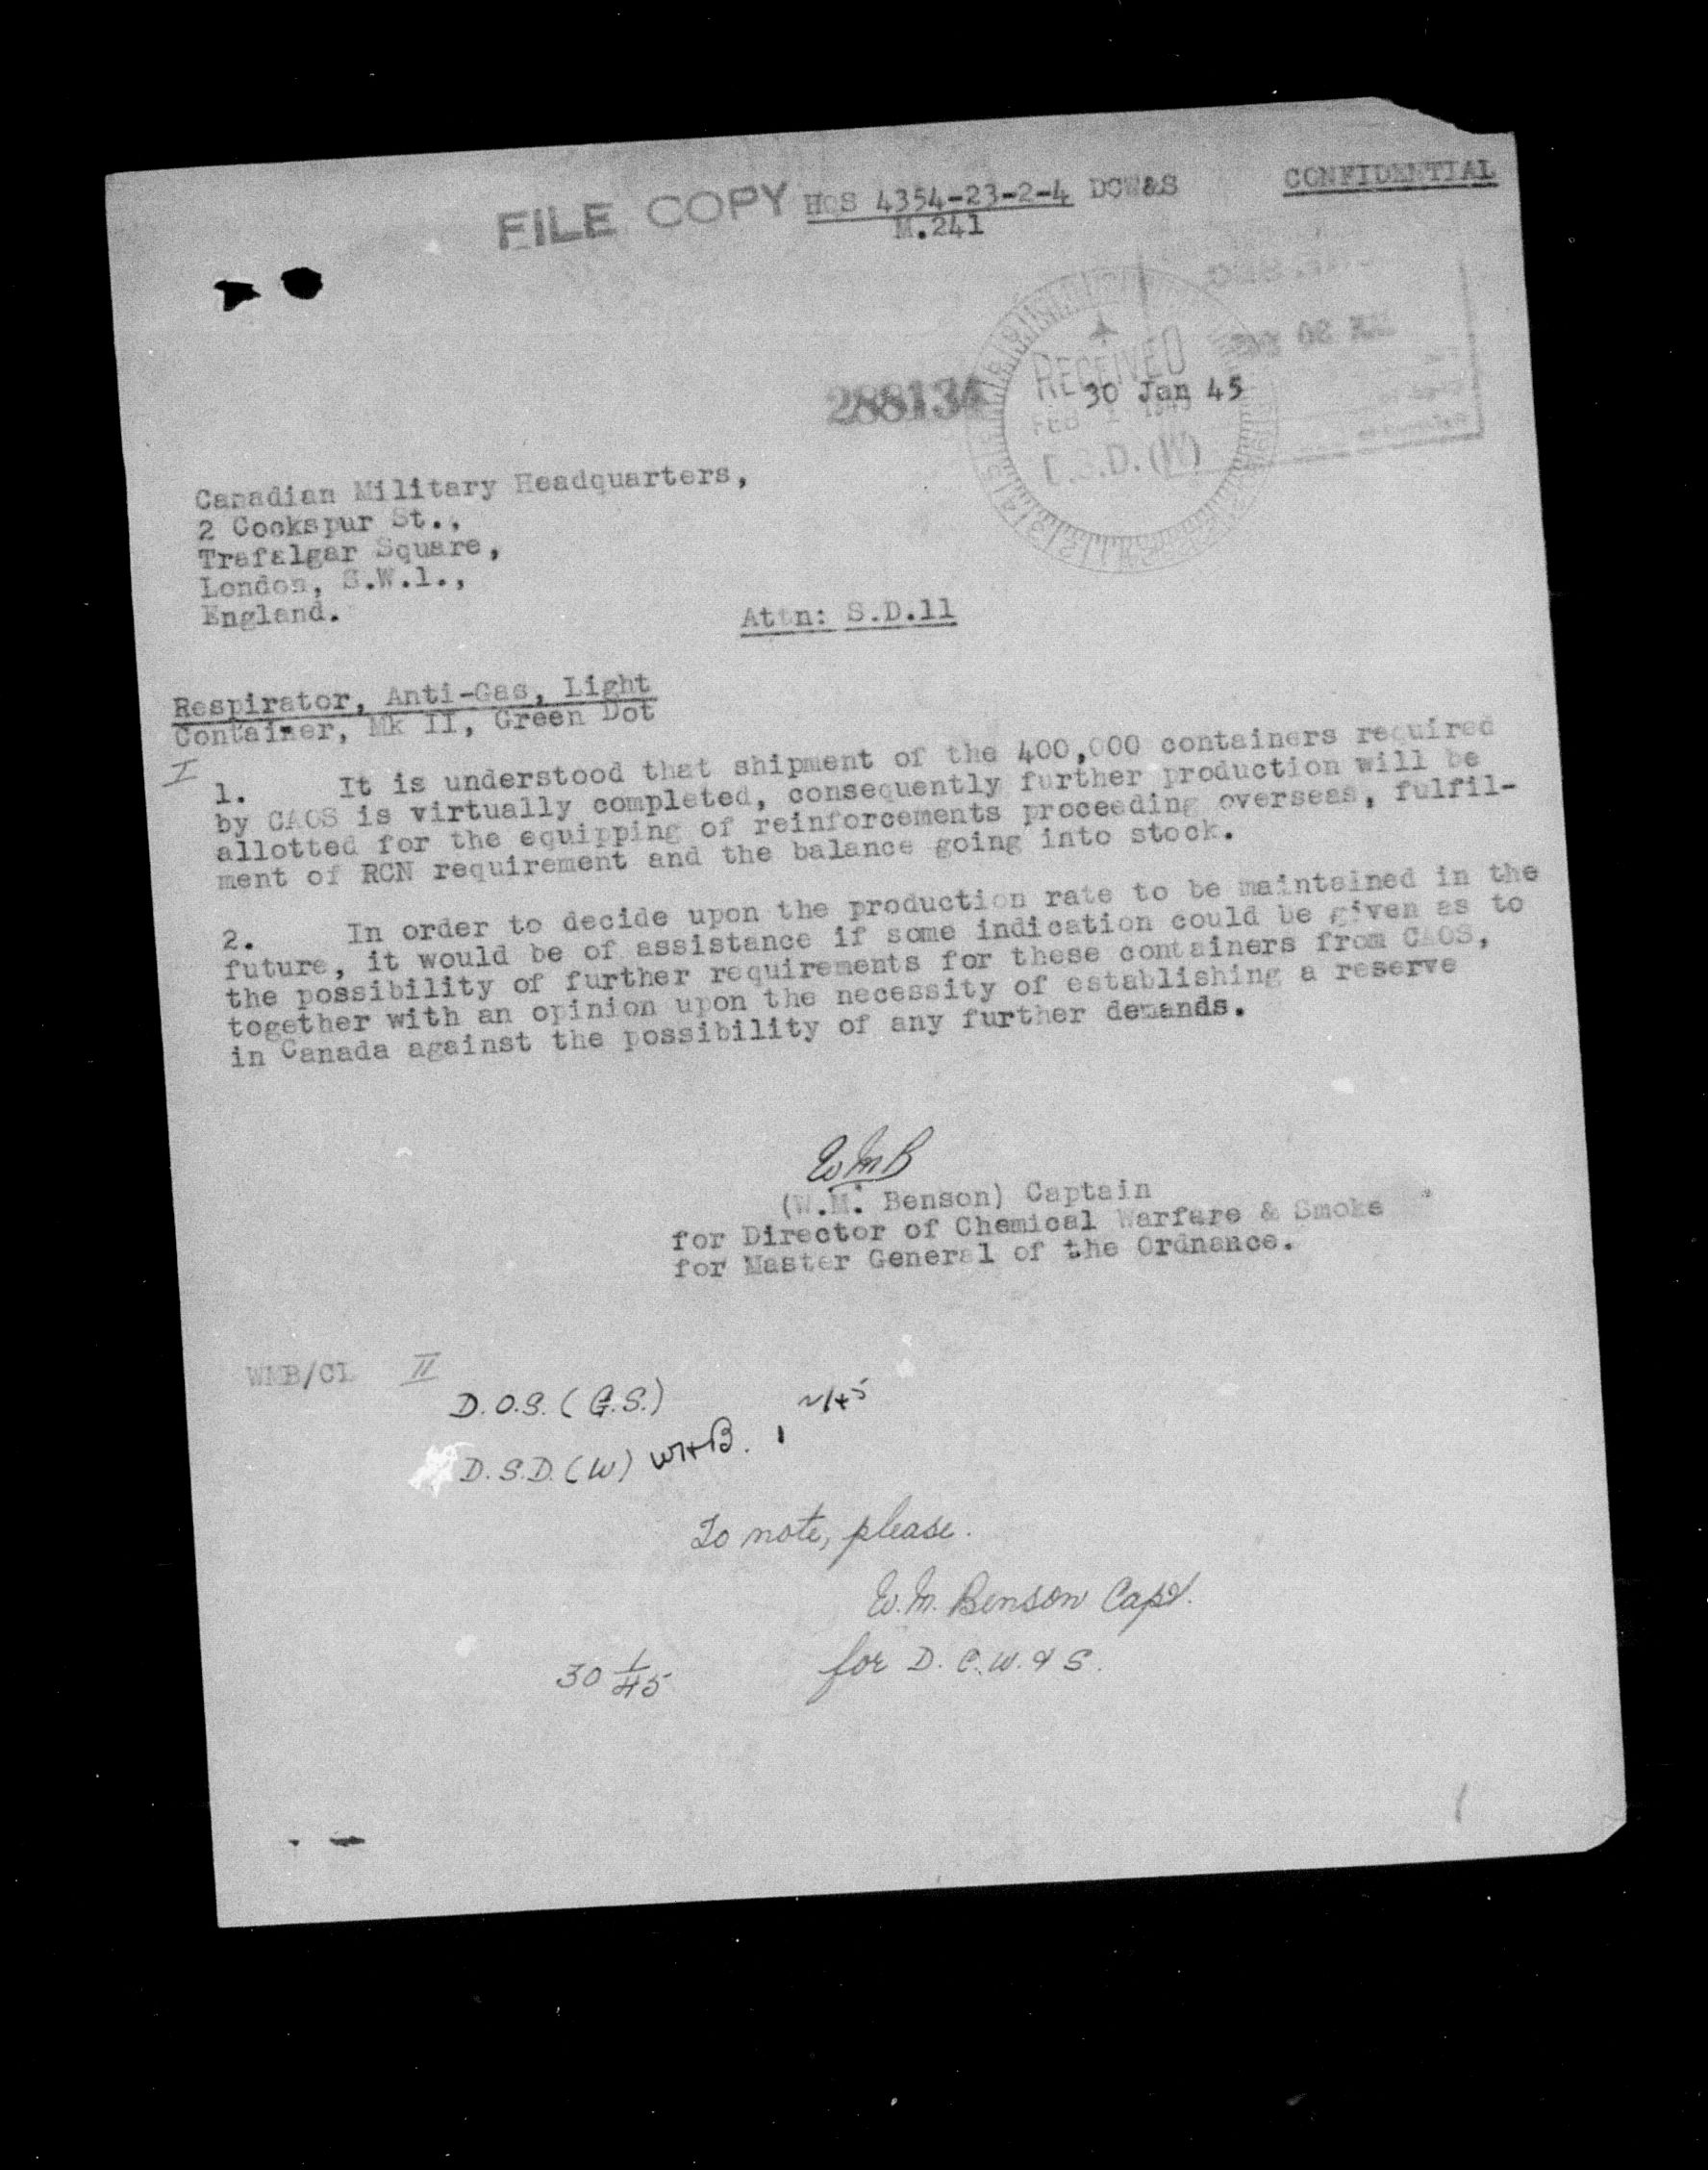 FILE COPY HQS 4354-23-2-4 DCW&S CONFIDENTIAL
M.241
RECEIVED
288134 30 Jan 45
FEB 1 1945
D.S.D.(W)
Canadian Military Headquarters,
2 Cockspur St.,
Trafalgar Square,
London, S.W.1.,
England.
Attn: S.D.11
Respirator, Anti-Gas, Light
Container, Mk II, Green Dot
I
1. It is understood that shipment of the 400,000 containers required
by CAOS is virtually completed, consequently further production will be
allotted for the equipping of reinforcements proceeding overseas, fulfil-
ment of RCN requirement and the balance going into stock.
2. In order to decide upon the production rate to be maintained in the
future, it would be of assistance if some indication could be given as to
the possibility of further requirements for these containers from CAOS,
together with an opinion upon the necessity of establishing a reserve
in Canada against the possibility of any further demands.
WMB
(W.M. Benson) Captain
for Director of Chemical Warfare & Smoke
for Master General of the Ordnance.
WMB/CL II
D.O.S. (G.S.)
D.S.D. (W)
To note, please.
W.M. Benson Capt.
for D.C.W. & S.
30 1/45